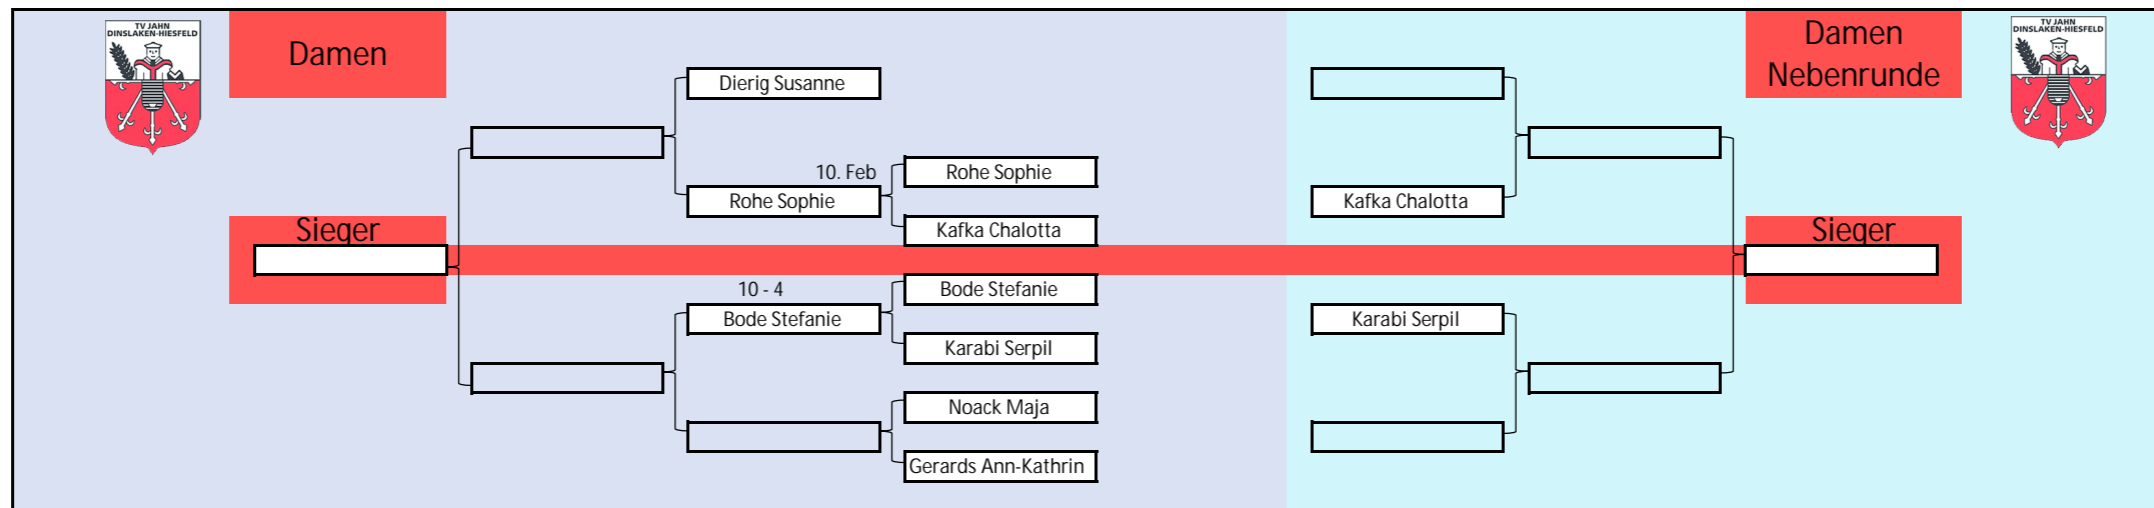 TV JAHN
DINSLAKEN-HIESFELD
Damen
Damen
Nebenrunde
TV JAHN
DINSLAKEN-HIESFELD
Dierig Susanne
10. Feb
Rohe Sophie
Rohe Sophie
Kafka Chalotta
Kafka Chalotta
Sieger
Sieger
10 - 4
Bode Stefanie
Bode Stefanie
Karabi Serpil
Karabi Serpil
Noack Maja
Gerards Ann-Kathrin